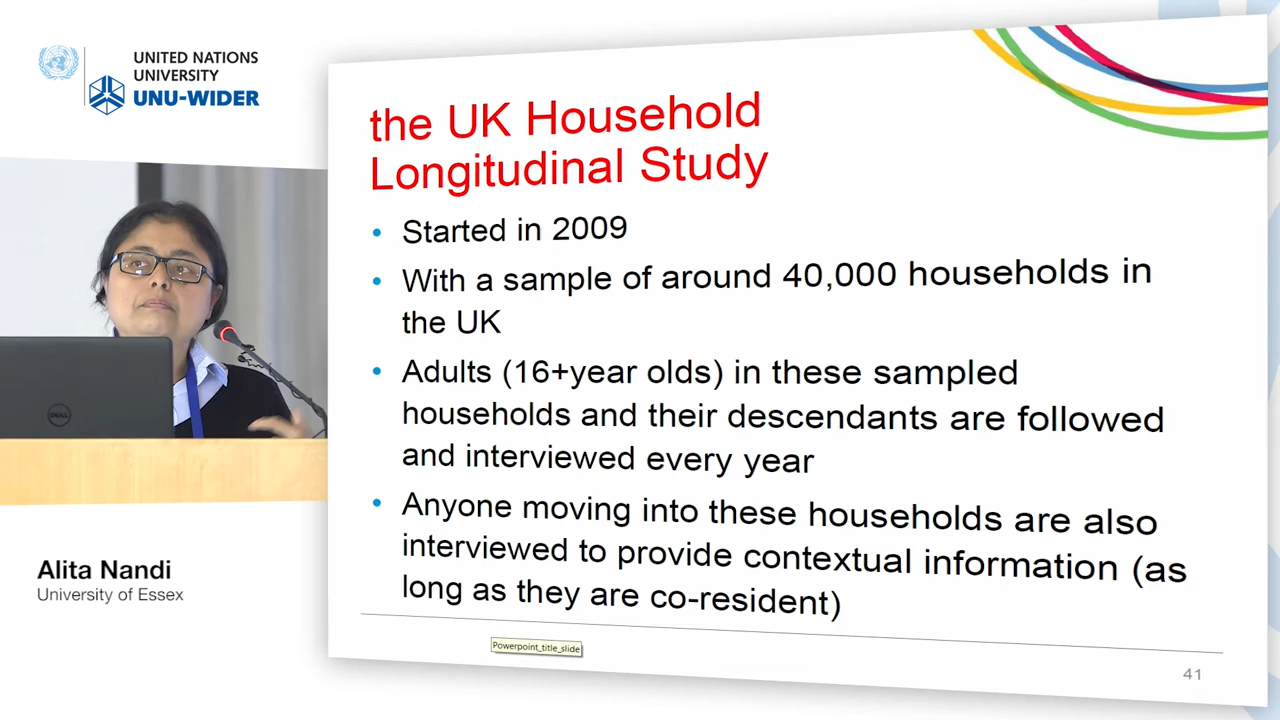 UNITED NATIONS
UNIVERSITY
UNU-WIDER
the UK Household
Longitudinal Study
• Started in 2009
• With a sample of around 40,000 households in
the UK
• Adults (16+year olds) in these sampled
households and their descendants are followed
and interviewed every year
• Anyone moving into these households are also
interviewed to provide contextual information (as
long as they are co-resident)
DELL
Alita Nandi
University of Essex
Powerpoint_title_slide
41